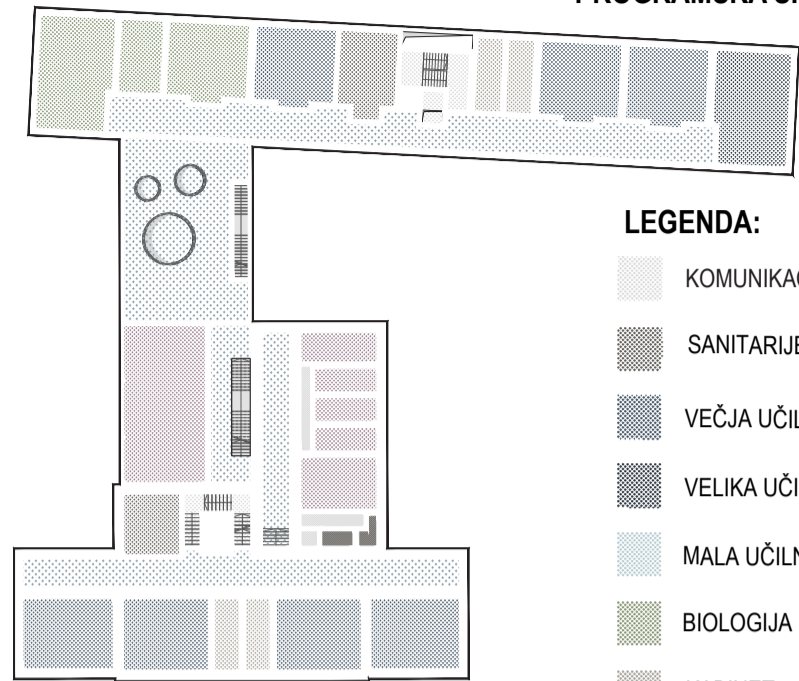 PROGRAMSKA
LEGENDA:
KOMUNIKAC
SANITARIJE
VEČJA UČIL
VELIKA UČI
MALA UČILN
BIOLOGIJA